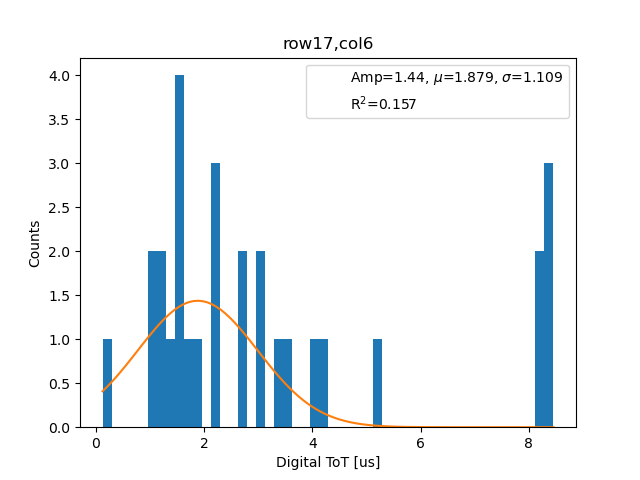 row17,col6
Amp=1.44, μ=1.879, σ=1.109
R²=0.157
Counts
4.0
3.5
3.0
2.5
2.0
1.5
1.0
0.5
0.0
0 2 4 6 8
Digital ToT [us]